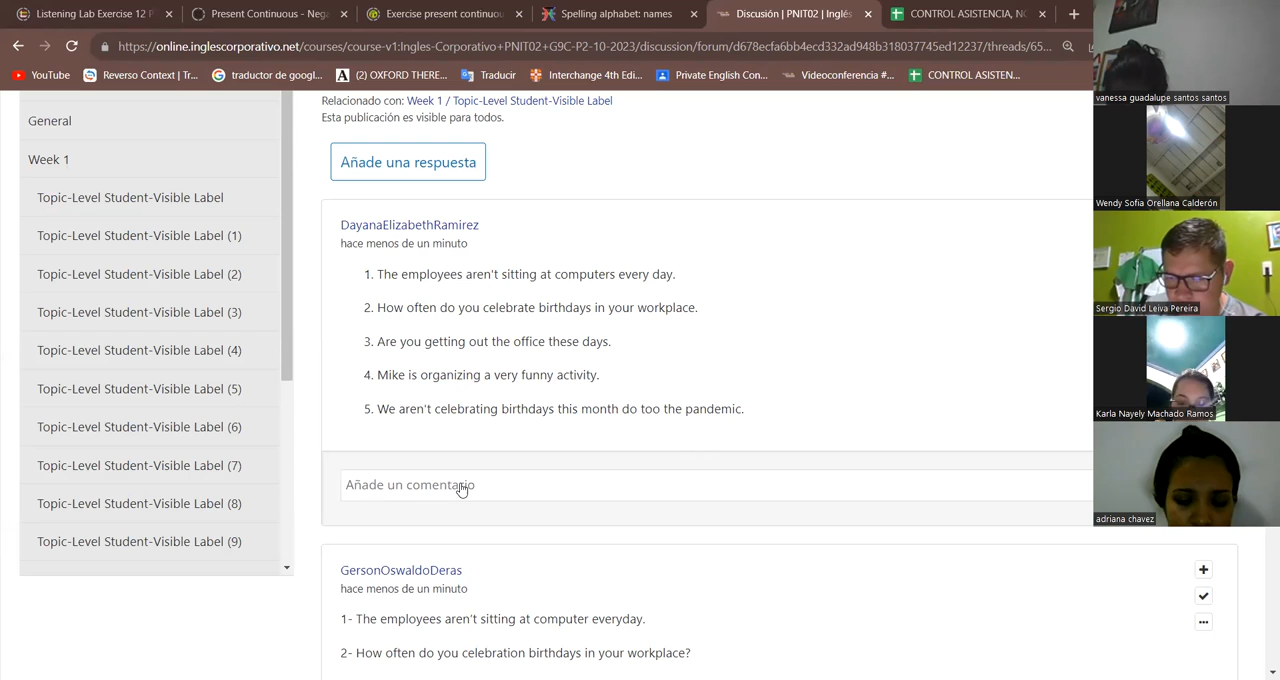 Listening Lab Exercise 12 P
Present Continuous - Nega
Exercise present continuou
Spelling alphabet: names
Discusión | PNIT02 | Inglés
CONTROL ASISTENCIA, NO
https://online.inglescorporativo.net/courses/course-v1:Ingles-Corporativo+PNIT02+G9C-P2-10-2023/discussion/forum/d678ecfa6bb4ecd332ad948b318037745ed12237/threads/65...
YouTube
Reverso Context | Tr...
traductor de googl...
(2) OXFORD THERE...
Traducir
Interchange 4th Edi...
Private English Con...
Videoconferencia #...
CONTROL ASISTEN...
General
Week 1
Topic-Level Student-Visible Label
Topic-Level Student-Visible Label (1)
Topic-Level Student-Visible Label (2)
Topic-Level Student-Visible Label (3)
Topic-Level Student-Visible Label (4)
Topic-Level Student-Visible Label (5)
Topic-Level Student-Visible Label (6)
Topic-Level Student-Visible Label (7)
Topic-Level Student-Visible Label (8)
Topic-Level Student-Visible Label (9)
Relacionado con: Week 1 / Topic-Level Student-Visible Label
Esta publicación es visible para todos.
Añade una respuesta
DayanaElizabethRamirez
hace menos de un minuto
1. The employees aren't sitting at computers every day.
2. How often do you celebrate birthdays in your workplace.
3. Are you getting out the office these days.
4. Mike is organizing a very funny activity.
5. We aren't celebrating birthdays this month do too the pandemic.
Añade un comentario
GersonOswaldoDeras
hace menos de un minuto
1- The employees aren't sitting at computer everyday.
2- How often do you celebration birthdays in your workplace?
vanessa guadalupe santos santos
Wendy Sofia Orellana Calderón
Sergio David Leiva Pereira
Karla Nayely Machado Ramos
adriana chavez